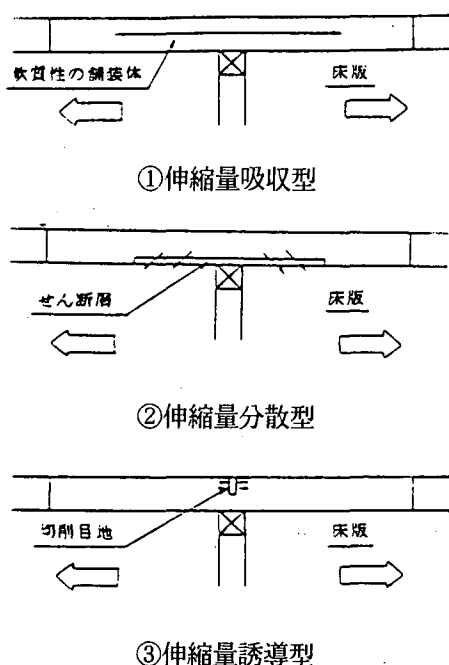 軟質性の舗装体
床版
①伸縮量吸収型
せん断層
床版
②伸縮量分散型
切削目地
床版
③伸縮量誘導型